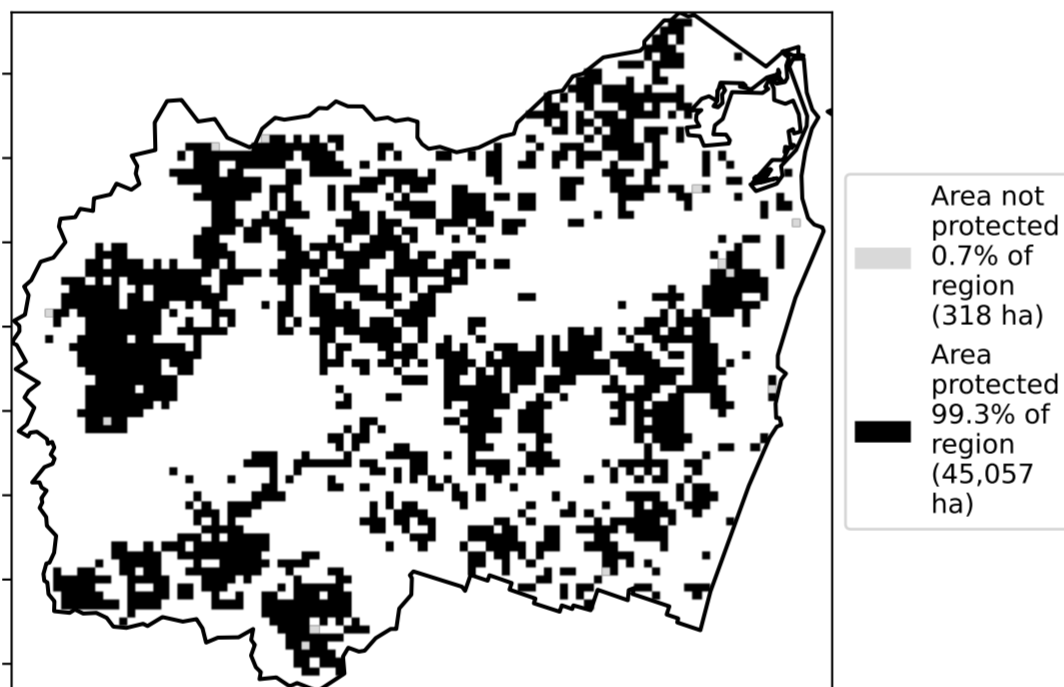 Area not
protected
0.7% of
region
(318 ha)
Area
protected
99.3% of
region
(45,057
ha)